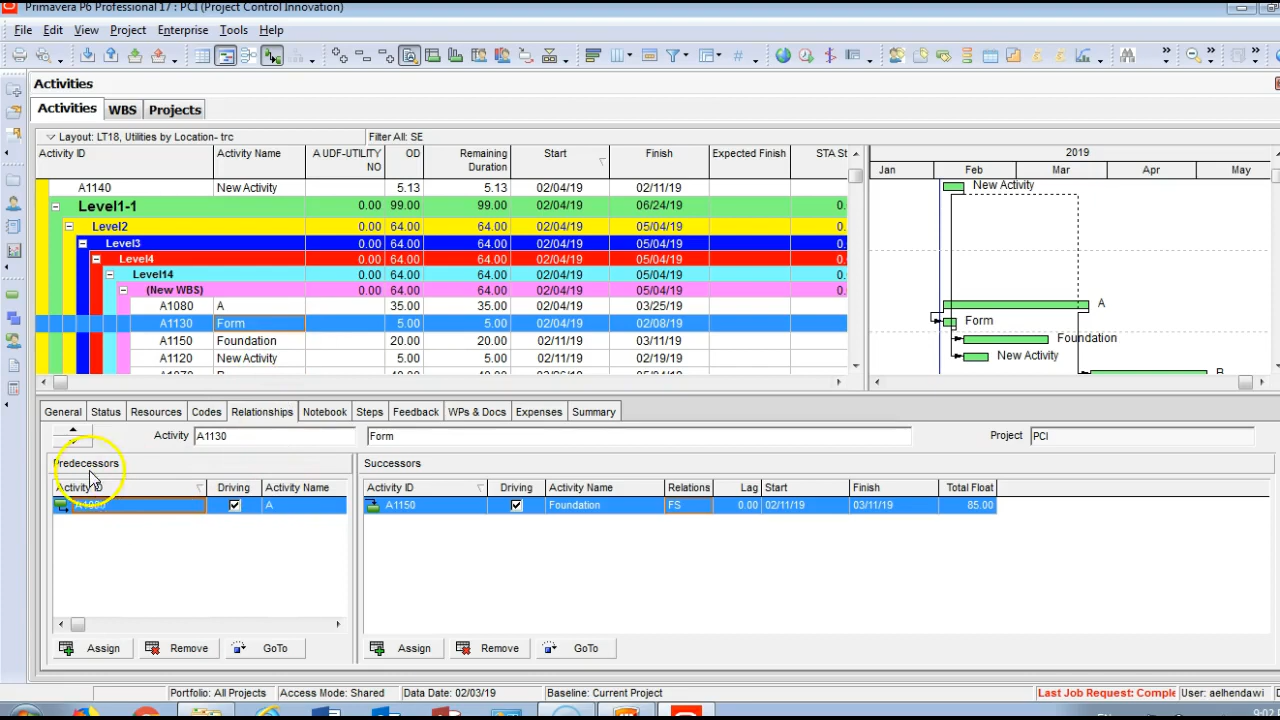 Primavera P6 Professional 17 : PCI (Project Control Innovation)
File Edit View Project Enterprise Tools Help
Activities
Activities WBS Projects
Layout: LT18, Utilities by Location- trc Filter All: SE
Activity ID Activity Name A UDF-UTILITY NO OD Remaining Duration Start Finish Expected Finish STA St
2019
Jan Feb Mar Apr May
A1140 New Activity 5.13 5.13 02/04/19 02/11/19
New Activity
Level1-1 0.00 99.00 99.00 02/04/19 06/24/19 0.
Level2 0.00 64.00 64.00 02/04/19 05/04/19 0.
Level3 0.00 64.00 64.00 02/04/19 05/04/19 0.
Level4 0.00 64.00 64.00 02/04/19 05/04/19 0.
Level14 0.00 64.00 64.00 02/04/19 05/04/19 0.
(New WBS) 0.00 64.00 64.00 02/04/19 05/04/19 0.
A1080 A 35.00 35.00 02/04/19 03/25/19
A
A1130 Form 5.00 5.00 02/04/19 02/08/19
Form
A1150 Foundation 20.00 20.00 02/11/19 03/11/19
Foundation
A1120 New Activity 5.00 5.00 02/11/19 02/19/19
New Activity
General Status Resources Codes Relationships Notebook Steps Feedback WPs & Docs Expenses Summary
Activity A1130 Form Project PCI
Predecessors
Activity ID Driving Activity Name
A1080 A
Successors
Activity ID Driving Activity Name Relations Lag Start Finish Total Float
A1150 Foundation FS 0.00 02/11/19 03/11/19 85.00
Assign Remove GoTo
Assign Remove GoTo
Portfolio: All Projects Access Mode: Shared Data Date: 02/03/19 Baseline: Current Project Last Job Request: Comple User: aelhendawi